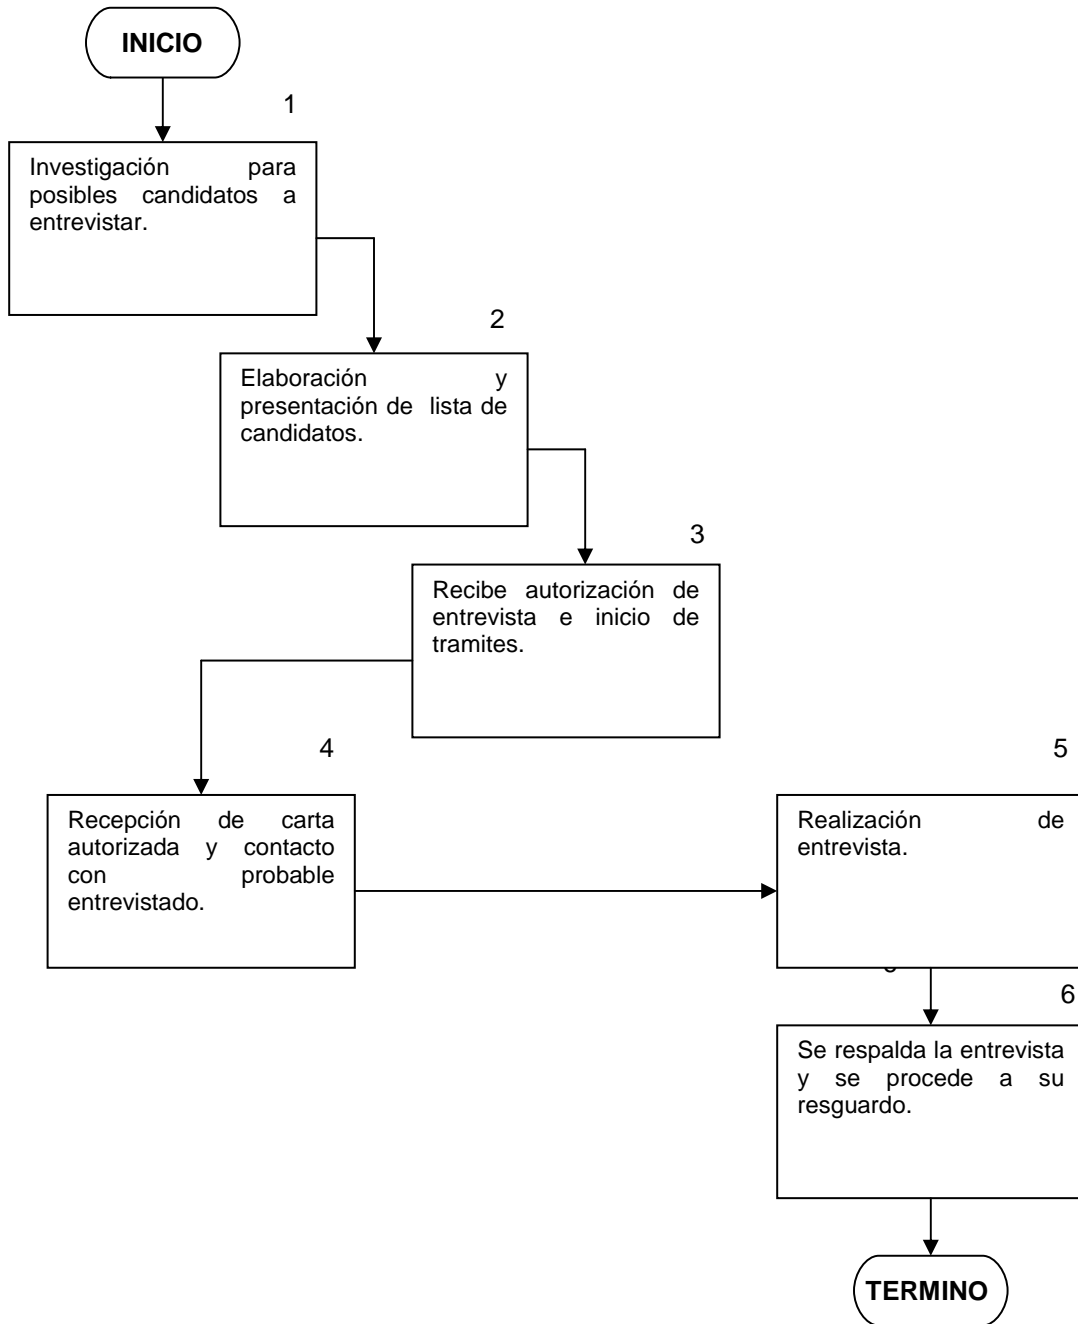 INICIO
1
Investigación para
posibles candidatos a
entrevistar.
2
Elaboración y
presentación de lista de
candidatos.
3
Recibe autorización de
entrevista e inicio de
tramites.
4
Recepción de carta
autorizada y contacto
con probable
entrevistado.
5
Realización de
entrevista.
6
Se respalda la entrevista
y se procede a su
resguardo.
TERMINO